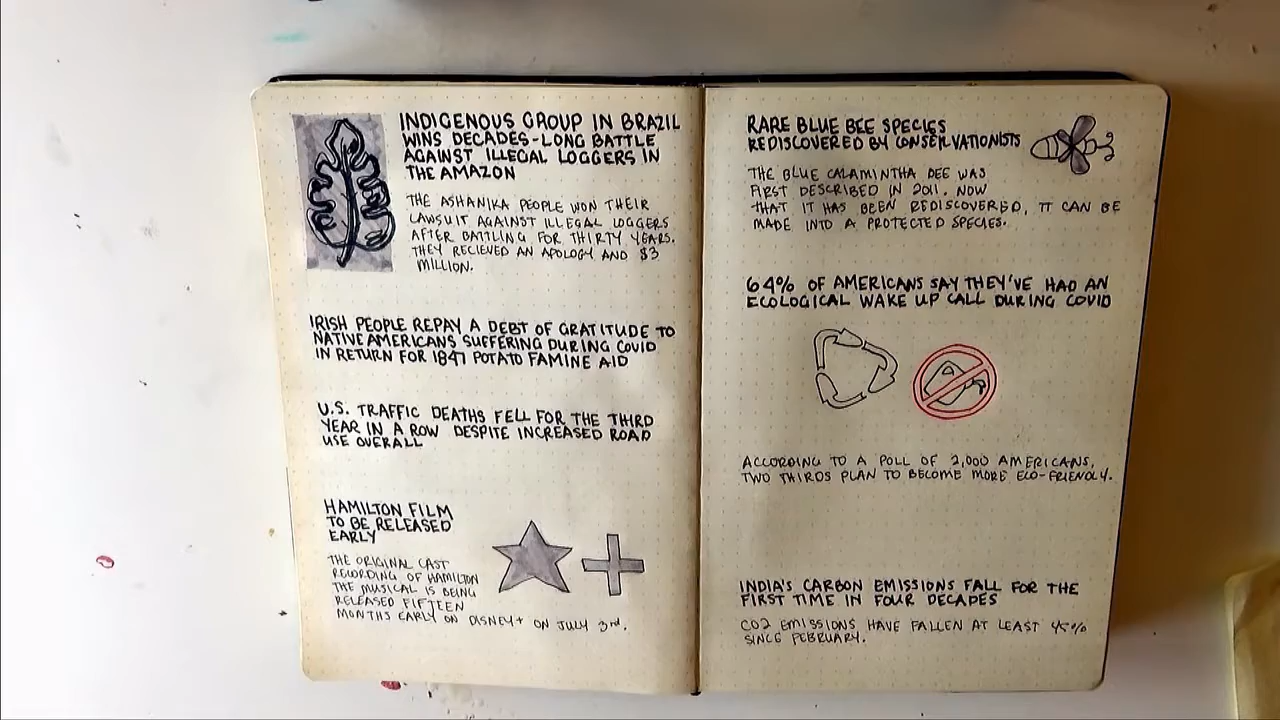 INDIGENOUS GROUP IN BRAZIL
WINS DECADES-LONG BATTLE
AGAINST ILLEGAL LOGGERS IN
THE AMAZON
THE ASHANIKA PEOPLE WON THEIR
LAWSUIT AGAINST ILLEGAL LOGGERS
AFTER BATTLING FOR THIRTY YEARS.
THEY RECIEVED AN APOLOGY AND $3
MILLION.
IRISH PEOPLE REPAY A DEBT OF GRATITUDE TO
NATIVE AMERICANS SUFFERING DURING COVID
IN RETURN FOR 1847 POTATO FAMINE AID
U.S. TRAFFIC DEATHS FELL FOR THE THIRD
YEAR IN A ROW DESPITE INCREASED ROAD
USE OVERALL
HAMILTON FILM
TO BE RELEASED
EARLY
THE ORIGINAL CAST
RECORDING OF HAMILTON
THE MUSICAL IS BEING
RELEASED FIFTEEN
MONTHS EARLY ON DISNEY+ ON JULY 3rd.
RARE BLUE BEE SPECIES
REDISCOVERED BY CONSERVATIONISTS
THE BLUE CALAMINTHA BEE WAS
FIRST DESCRIBED IN 2011. NOW
THAT IT HAS BEEN REDISCOVERED, IT CAN BE
MADE INTO A PROTECTED SPECIES.
64% OF AMERICANS SAY THEY'VE HAD AN
ECOLOGICAL WAKE UP CALL DURING COVID
ACCORDING TO A POLL OF 2,000 AMERICANS,
TWO THIRDS PLAN TO BECOME MORE ECO-FRIENDLY.
INDIA'S CARBON EMISSIONS FALL FOR THE
FIRST TIME IN FOUR DECADES
CO2 EMISSIONS HAVE FALLEN AT LEAST 45%
SINCE FEBRUARY.